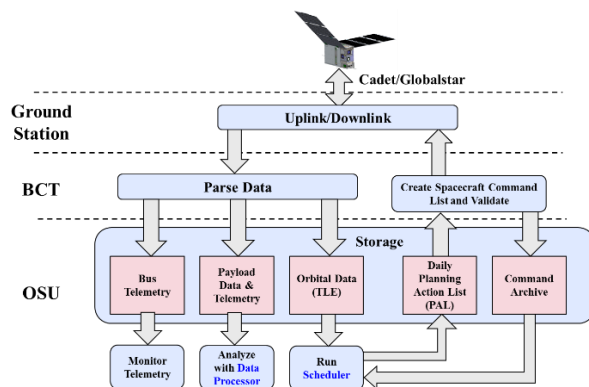 Cadet/Globalstar
Ground
Station
Uplink/Downlink
BCT
Parse Data
Create Spacecraft Command
List and Validate
OSU
Storage
Bus
Telemetry
Payload
Data &
Telemetry
Orbital Data
(TLE)
Daily
Planning
Action List
(PAL)
Command
Archive
Monitor
Telemetry
Analyze
with Data
Processor
Run
Scheduler